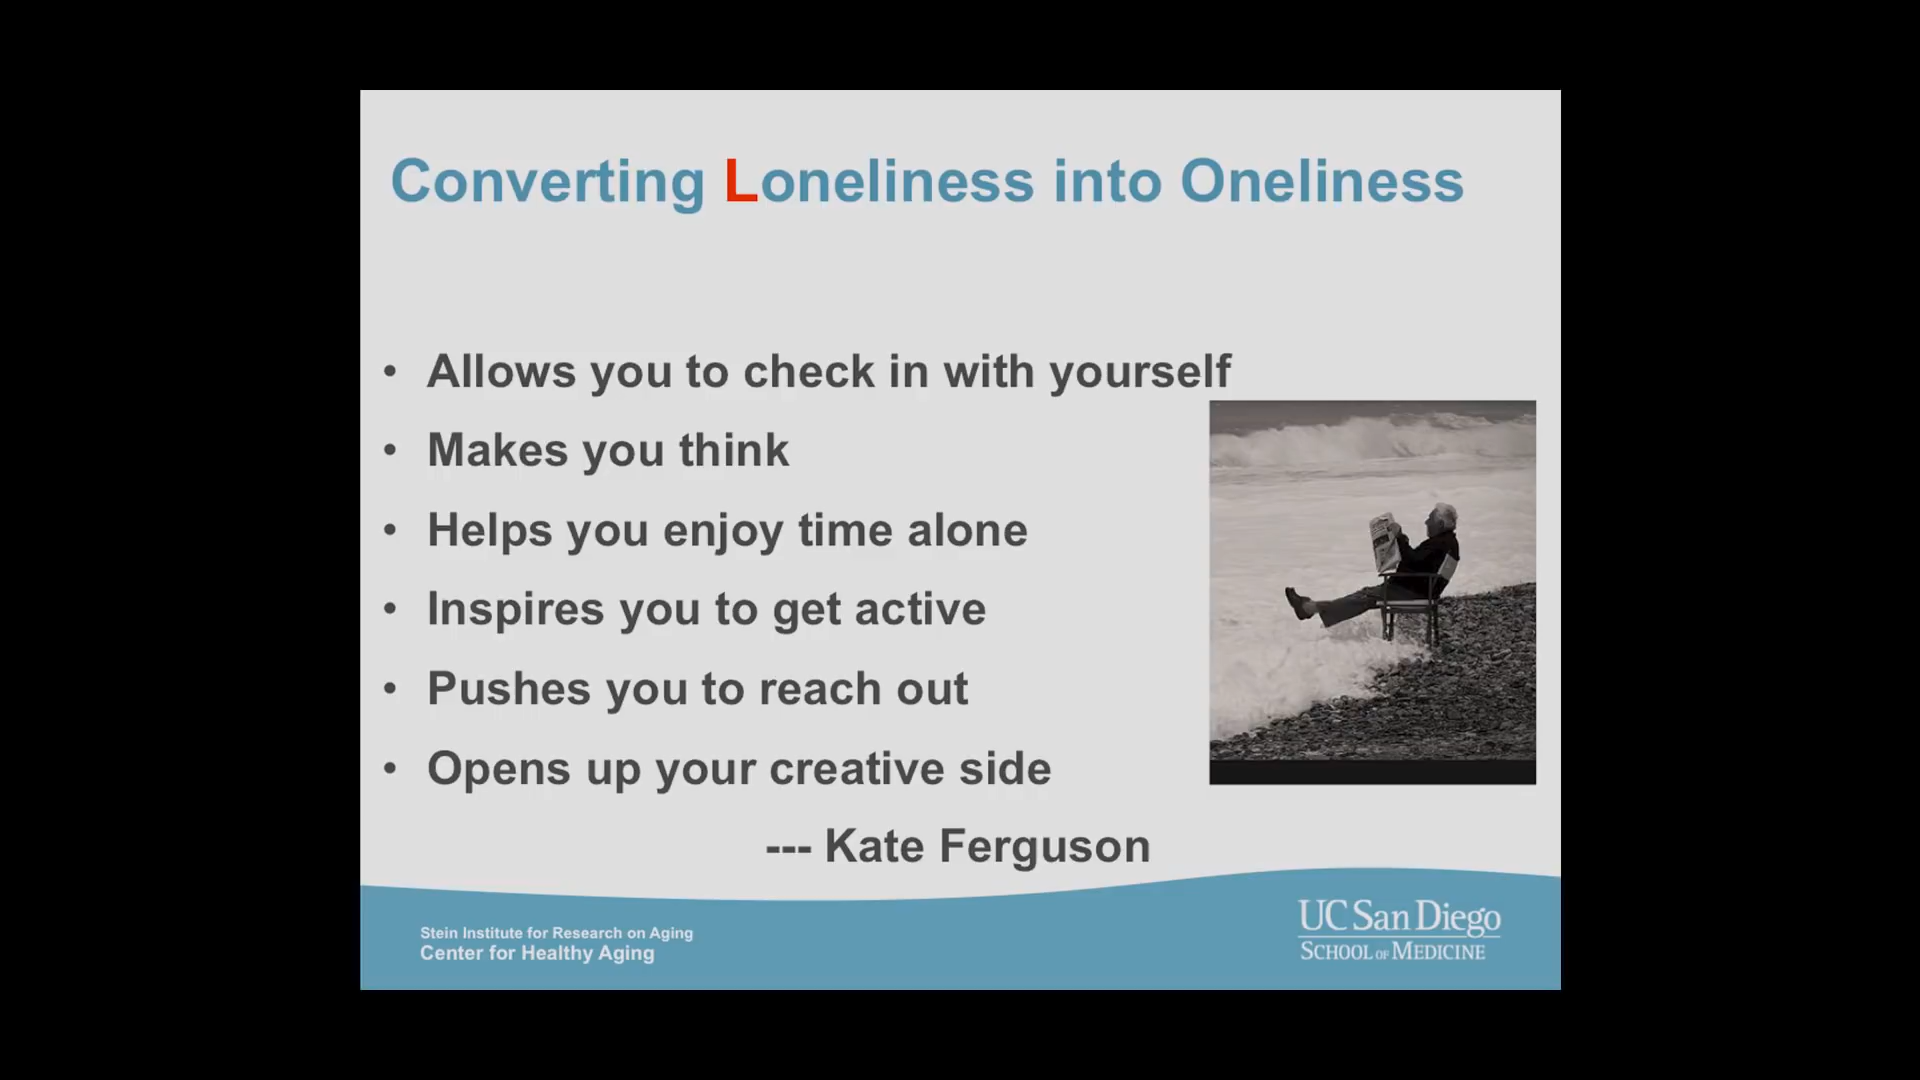 Converting Loneliness into Oneliness
• Allows you to check in with yourself
• Makes you think
• Helps you enjoy time alone
• Inspires you to get active
• Pushes you to reach out
• Opens up your creative side
--- Kate Ferguson
Stein Institute for Research on Aging
Center for Healthy Aging
UC San Diego
SCHOOL OF MEDICINE